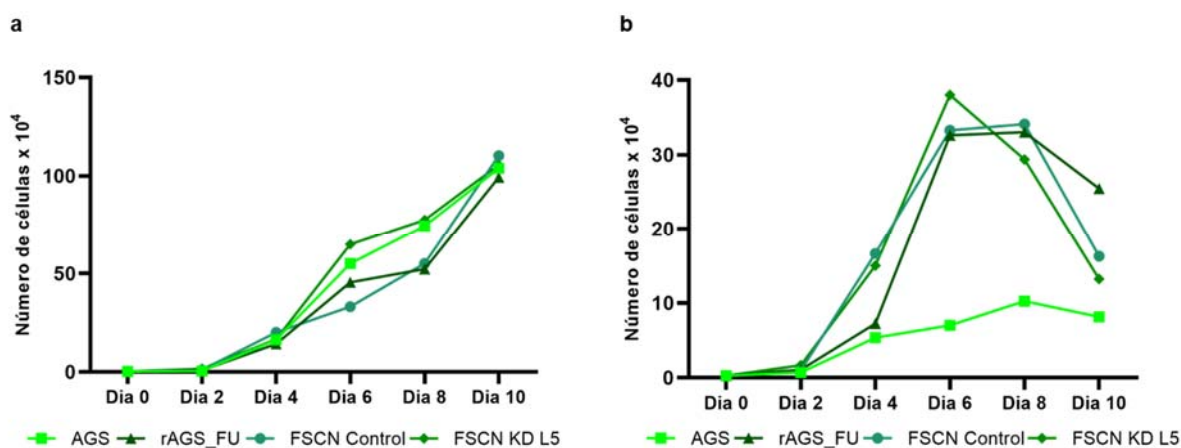 a
150
100
50
0
Número de células x 10⁴
Dia 0 Dia 2 Dia 4 Dia 6 Dia 8 Dia 10
AGS rAGS_FU FSCN Control FSCN KD L5
b
40
30
20
10
0
Número de células x 10⁴
Dia 0 Dia 2 Dia 4 Dia 6 Dia 8 Dia 10
AGS rAGS_FU FSCN Control FSCN KD L5